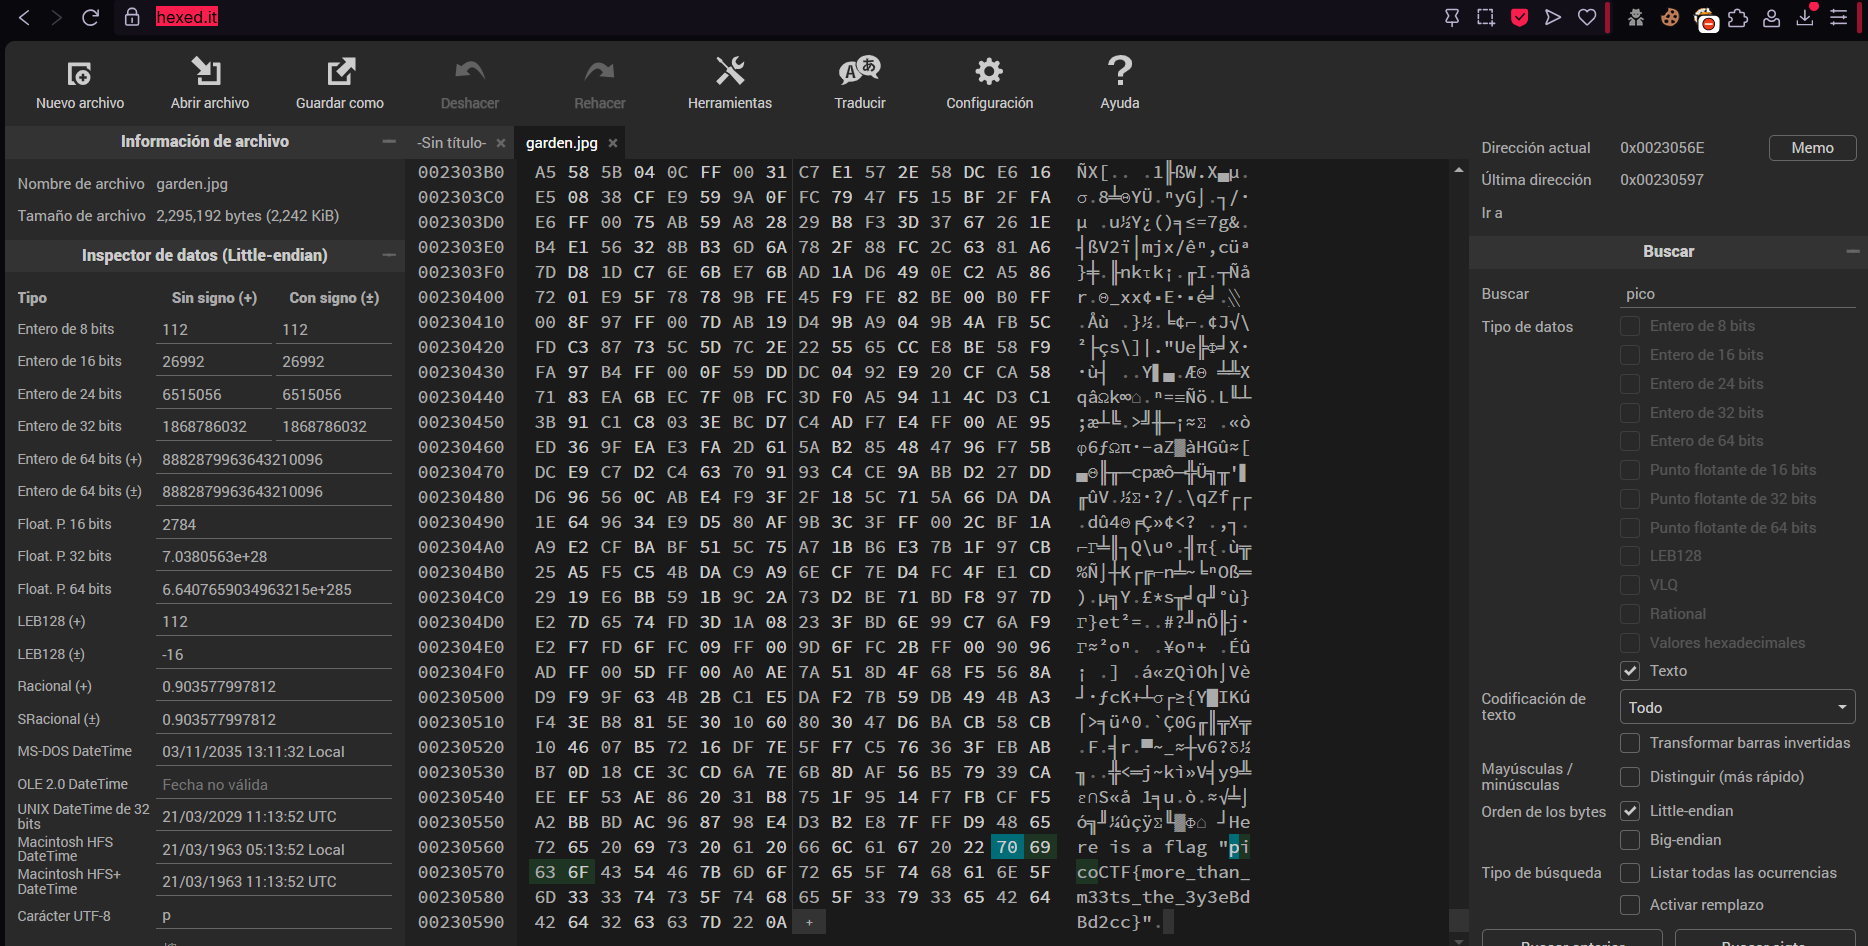 hexed.it
Nuevo archivo
Abrir archivo
Guardar como
Deshacer
Rehacer
Herramientas
Traducir
Configuración
Ayuda
Información de archivo
Nombre de archivo garden.jpg
Tamaño de archivo 2,295,192 bytes (2,242 KiB)
Inspector de datos (Little-endian)
Tipo Sin signo (+) Con signo (±)
Entero de 8 bits 112 112
Entero de 16 bits 26992 26992
Entero de 24 bits 6515056 6515056
Entero de 32 bits 1868786032 1868786032
Entero de 64 bits (+) 8882879963643210096
Entero de 64 bits (±) 8882879963643210096
Float. P. 16 bits 2784
Float. P. 32 bits 7.0380563e+28
Float. P. 64 bits 6.6407659034963215e+285
LEB128 (+) 112
LEB128 (±) -16
Racional (+) 0.903577997812
SRacional (±) 0.903577997812
MS-DOS DateTime 03/11/2035 13:11:32 Local
OLE 2.0 DateTime Fecha no válida
UNIX DateTime de 32 bits 21/03/2029 11:13:52 UTC
Macintosh HFS DateTime 21/03/1963 05:13:52 Local
Macintosh HFS+ DateTime 21/03/1963 11:13:52 UTC
Carácter UTF-8 p
-Sin título- ×
garden.jpg ×
002303B0 A5 58 5B 04 0C FF 00 31 C7 E1 57 2E 58 DC E6 16
002303C0 E5 08 38 CF E9 59 9A 0F FC 79 47 F5 15 BF 2F FA
002303D0 E6 FF 00 75 AB 59 A8 28 29 B8 F3 3D 37 67 26 1E
002303E0 B4 E1 56 32 8B B3 6D 6A 78 2F 88 FC 2C 63 81 A6
002303F0 7D D8 1D C7 6E 6B E7 6B AD 1A D6 49 0E C2 A5 86
00230400 72 01 E9 5F 78 78 9B FE 45 F9 FE 82 BE 00 B0 FF
00230410 00 8F 97 FF 00 7D AB 19 D4 9B A9 04 9B 4A FB 5C
00230420 FD C3 87 73 5C 5D 7C 2E 22 55 65 CC E8 BE 58 F9
00230430 FA 97 B4 FF 00 0F 59 DD DC 04 92 E9 20 CF CA 58
00230440 71 83 EA 6B EC 7F 0B FC 3D F0 A5 94 11 4C D3 C1
00230450 3B 91 C1 C8 03 3E BC D7 C4 AD F7 E4 FF 00 AE 95
00230460 ED 36 9F EA E3 FA 2D 61 5A B2 85 48 47 96 F7 5B
00230470 DC E9 C7 D2 C4 63 70 91 93 C4 CE 9A BB D2 27 DD
00230480 D6 96 56 0C AB E4 F9 3F 2F 18 5C 71 5A 66 DA DA
00230490 1E 64 96 34 E9 D5 80 AF 9B 3C 3F FF 00 2C BF 1A
002304A0 A9 E2 CF BA BF 51 5C 75 A7 1B B6 E3 7B 1F 97 CB
002304B0 25 A5 F5 C5 4B DA C9 A9 6E CF 7E D4 FC 4F E1 CD
002304C0 29 19 E6 BB 59 1B 9C 2A 73 D2 BE 71 BD F8 97 7D
002304D0 E2 7D 65 74 FD 3D 1A 08 23 3F BD 6E 99 C7 6A F9
002304E0 E2 F7 FD 6F FC 09 FF 00 9D 6F FC 2B FF 00 90 96
002304F0 AD FF 00 5D FF 00 A0 AE 7A 51 8D 4F 68 F5 56 8A
00230500 D9 F9 9F 63 4B 2B C1 E5 DA F2 7B 59 DB 49 4B A3
00230510 F4 3E B8 81 5E 30 10 60 80 30 47 D6 BA CB 58 CB
00230520 10 46 07 B5 72 16 DF 7E 5F F7 C5 76 36 3F EB AB
00230530 B7 0D 18 CE 3C CD 6A 7E 6B 8D AF 56 B5 79 39 CA
00230540 EE EF 53 AE 86 20 31 B8 75 1F 95 14 F7 FB CF F5
00230550 A2 BB BD AC 96 87 98 E4 D3 B2 E8 7F FF D9 48 65
00230560 72 65 20 69 73 20 61 20 66 6C 61 67 20 22 70 69 re is a flag "pi
00230570 63 6F 43 54 46 7B 6D 6F 72 65 5F 74 68 61 6E 5F coCTF{more_than_
00230580 6D 33 33 74 73 5F 74 68 65 5F 33 79 33 65 42 64 m33ts_the_3y3eBd
00230590 42 64 32 63 63 7D 22 0A + Bd2cc}".
Dirección actual 0x0023056E Memo
Última dirección 0x00230597
Ir a
Buscar
Buscar pico
Tipo de datos
Entero de 8 bits
Entero de 16 bits
Entero de 24 bits
Entero de 32 bits
Entero de 64 bits
Punto flotante de 16 bits
Punto flotante de 32 bits
Punto flotante de 64 bits
LEB128
VLQ
Rational
Valores hexadecimales
Texto
Codificación de texto Todo
Transformar barras invertidas
Mayúsculas / minúsculas Distinguir (más rápido)
Orden de los bytes Little-endian
Big-endian
Tipo de búsqueda Listar todas las ocurrencias
Activar remplazo